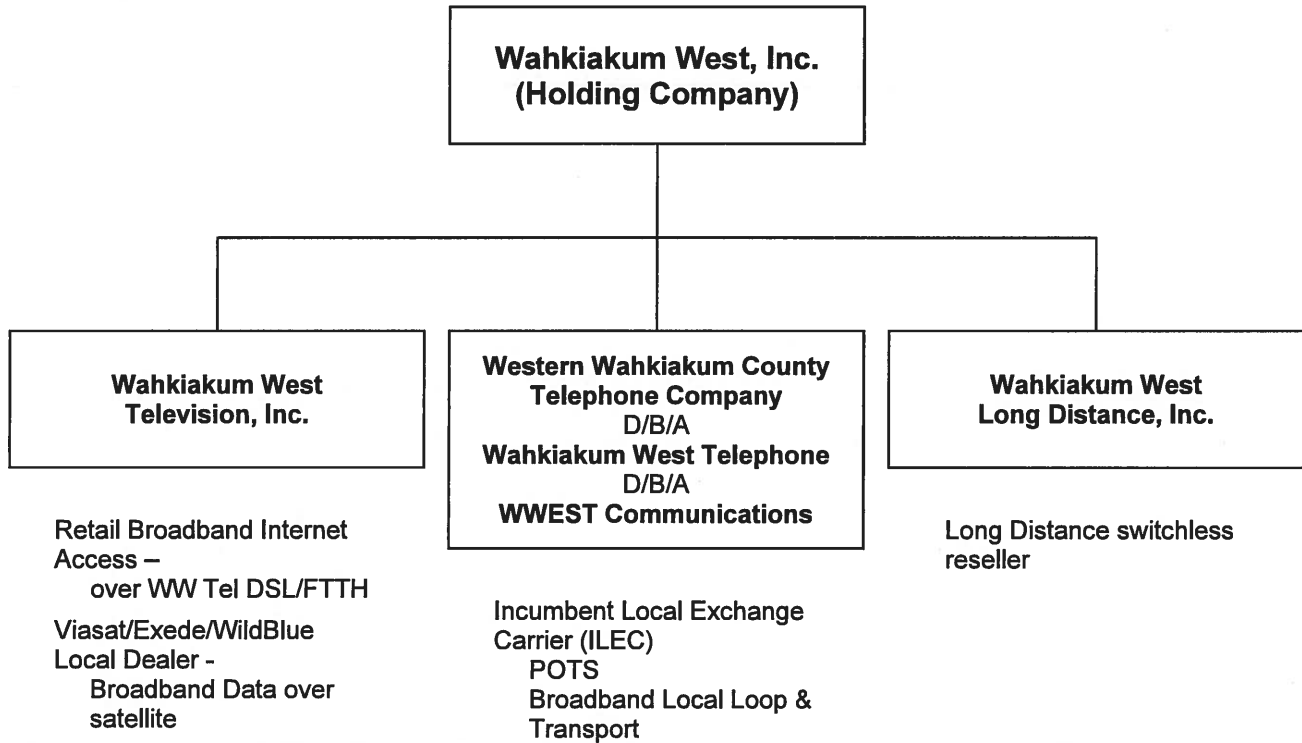 Wahkiakum West, Inc.
(Holding Company)
Wahkiakum West
Television, Inc.
Western Wahkiakum County
Telephone Company
D/B/A
Wahkiakum West Telephone
D/B/A
WWEST Communications
Wahkiakum West
Long Distance, Inc.
Retail Broadband Internet
Access –
over WW Tel DSL/FTTH
Viasat/Exede/WildBlue
Local Dealer -
Broadband Data over
satellite
Incumbent Local Exchange
Carrier (ILEC)
POTS
Broadband Local Loop &
Transport
Long Distance switchless
reseller